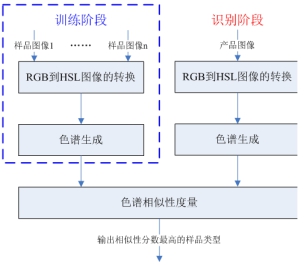 训练阶段
识别阶段
样品图像1
……
样品图像n
产品图像
RGB到HSL图像的转换
RGB到HSL图像的转换
色谱生成
色谱生成
色谱相似性度量
输出相似性分数最高的样品类型